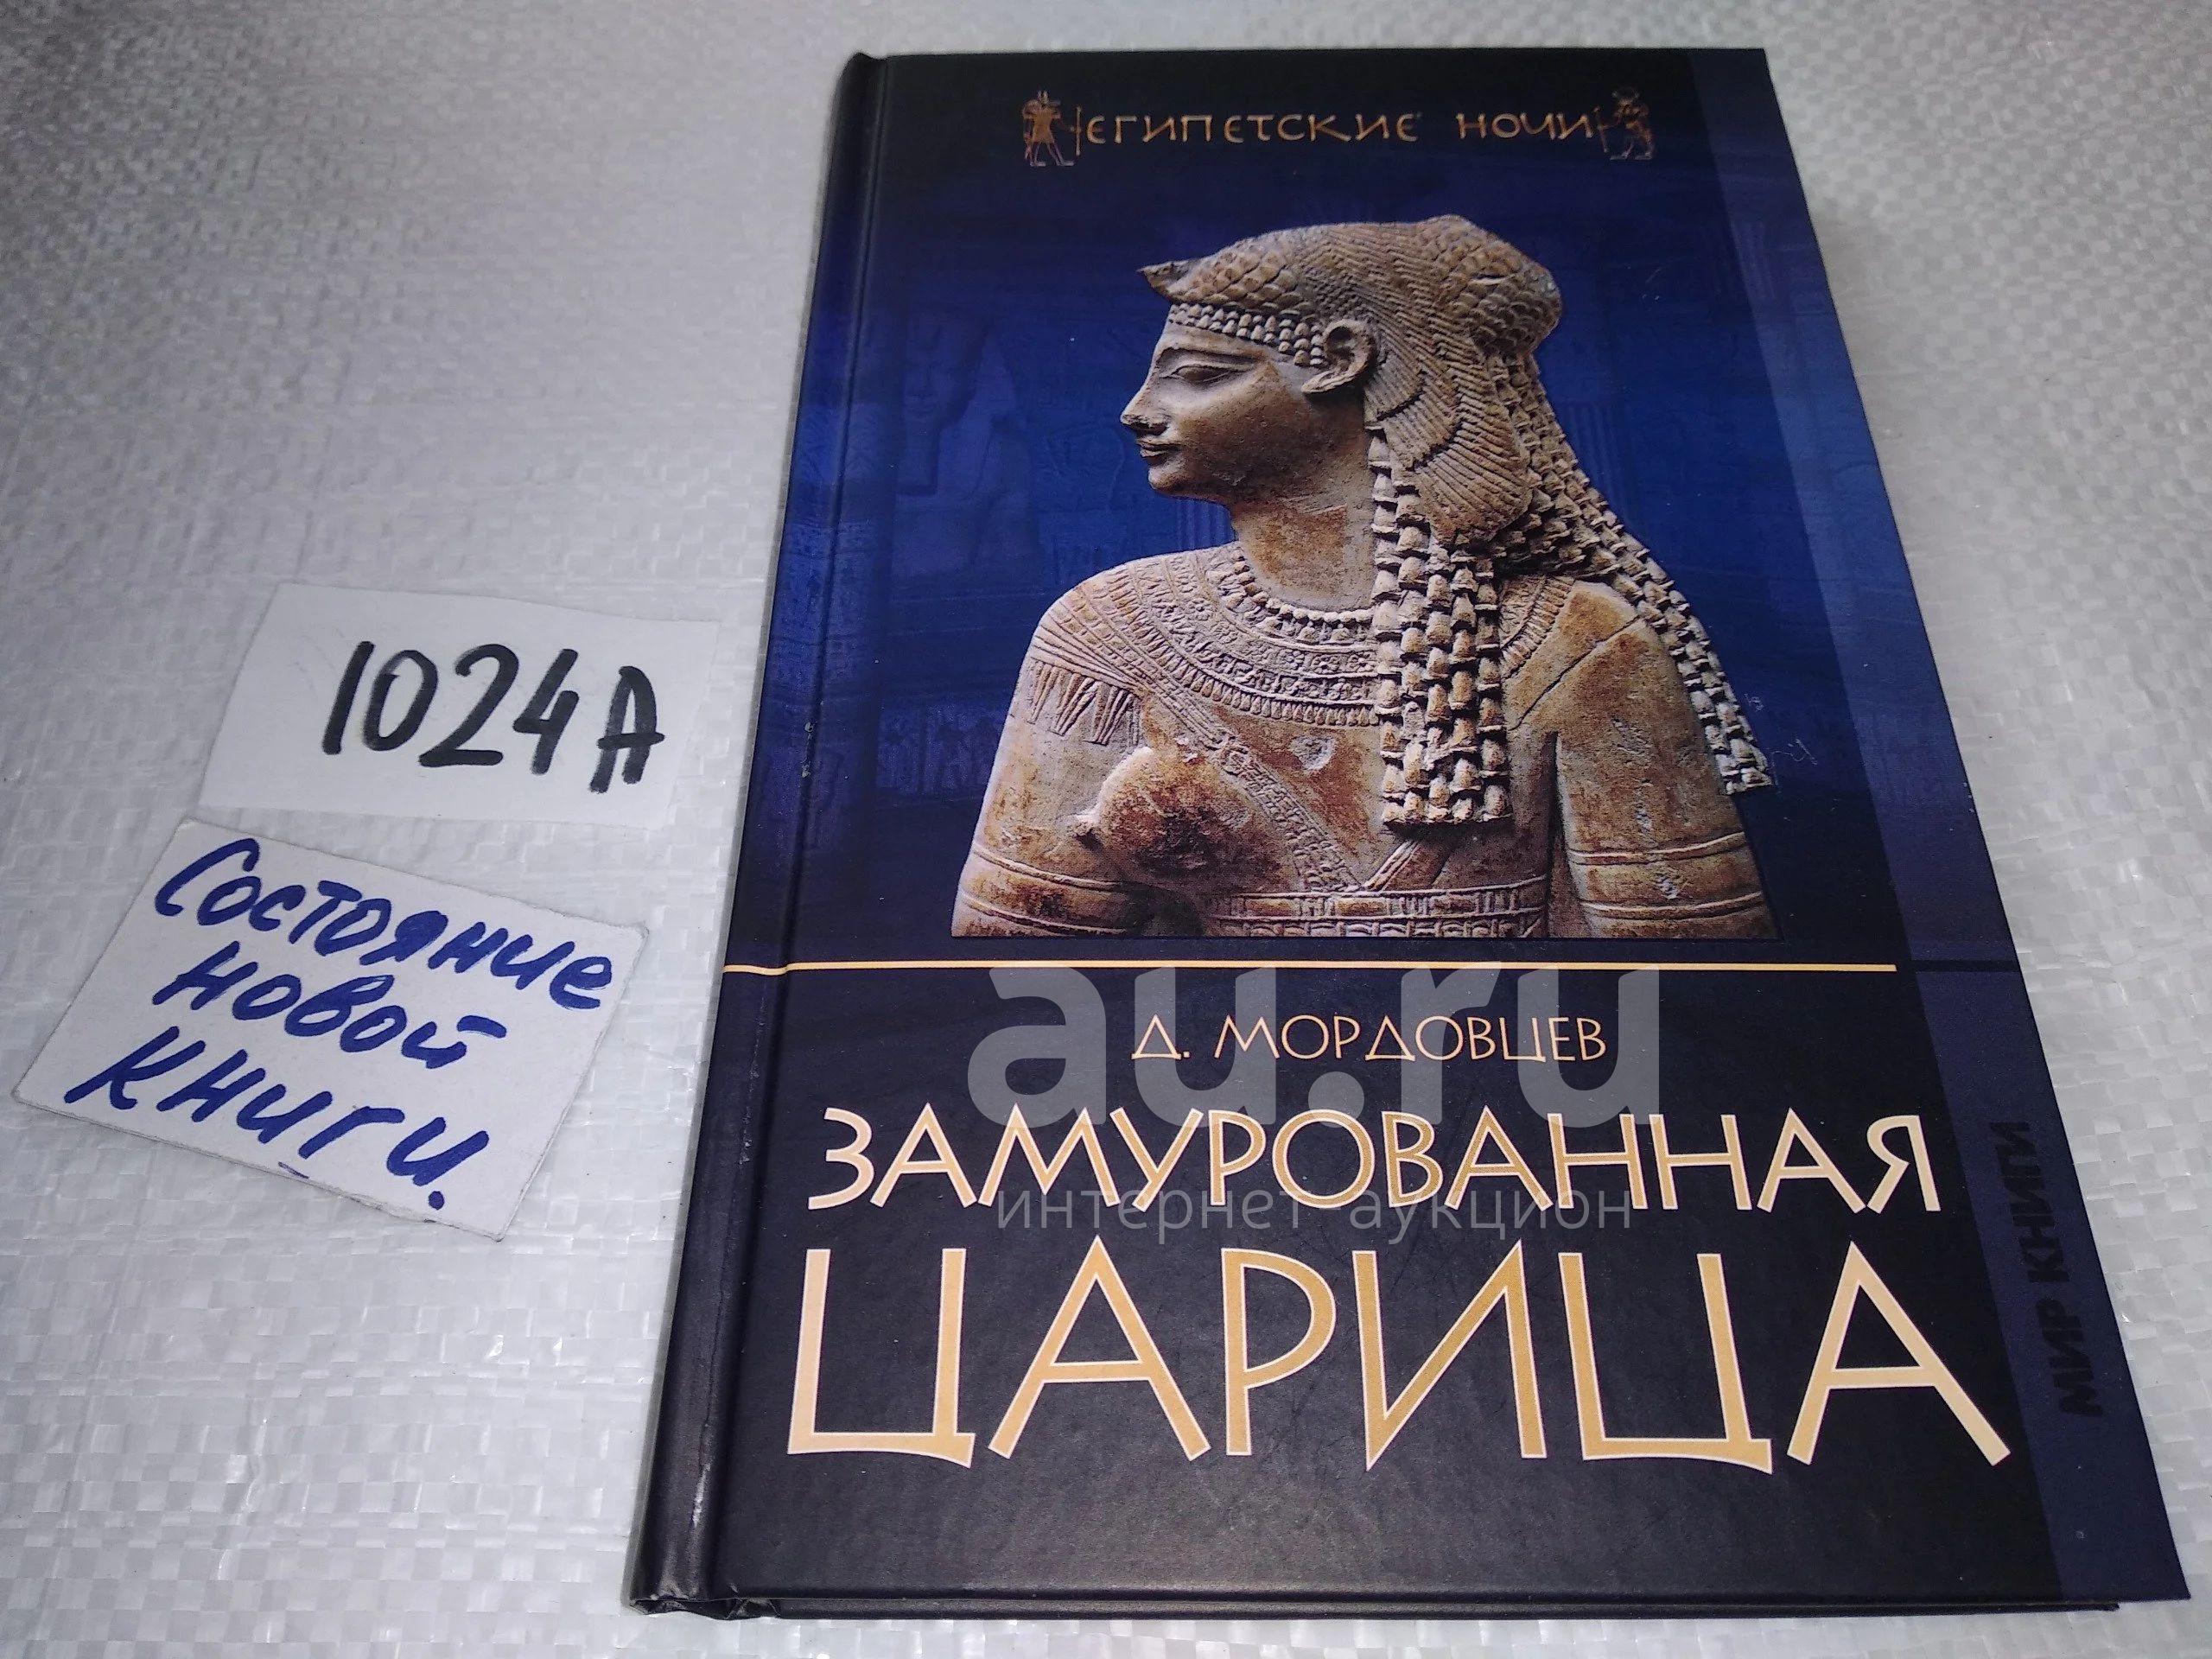 ЕГИПЕТСКИЕ НОЧИ
1024А
Состояние
новой
книги.
au.ru
Д. МОРДОВЦЕВ
ЗАМУРОВАННАЯ
интернет-аукцион
ЦАРИЦА
МИР КНИГИ